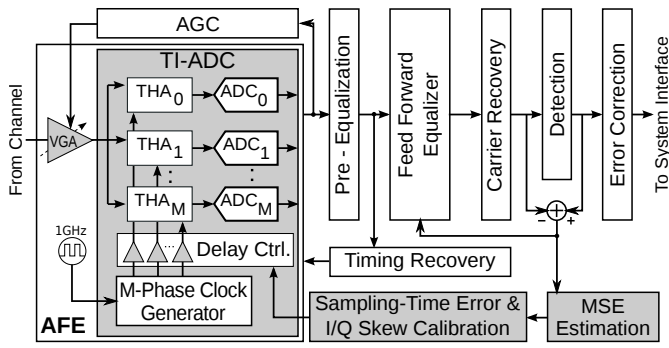 AGC
TI-ADC
From Channel
VGA
THA0
ADC0
THA1
ADC1
THAM
ADCM
1GHz
Delay Ctrl.
M-Phase Clock
Generator
AFE
Pre - Equalization
Feed Forward
Equalizer
Carrier Recovery
Detection
Error Correction
To System Interface
− +
Timing Recovery
Sampling-Time Error &
I/Q Skew Calibration
MSE
Estimation